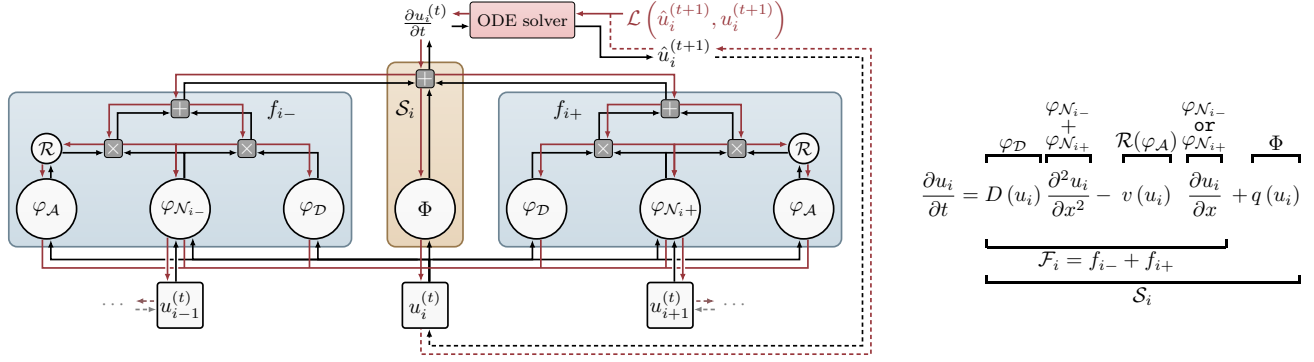 ∂u_i/∂t^(t)
ODE solver
ℒ(û_i^(t+1), u_i^(t+1))
û_i^(t+1)
+
f_{i−}
𝒮_i
f_{i+}
+
+
ℛ
×
×
×
×
ℛ
φ_𝒜
φ_{𝒩_{i−}}
φ_𝒟
Φ
φ_𝒟
φ_{𝒩_i+}
φ_𝒜
···
u_{i−1}^(t)
u_i^(t)
u_{i+1}^(t)
···
φ_{𝒩_{i−}} φ_{𝒩_{i−}}
+ or
φ_𝒟 φ_{𝒩_{i+}} ℛ(φ_𝒜) φ_{𝒩_{i+}} Φ
∂u_i/∂t = D(u_i) ∂²u_i/∂x² − v(u_i) ∂u_i/∂x + q(u_i)
ℱ_i = f_{i−} + f_{i+}
𝒮_i